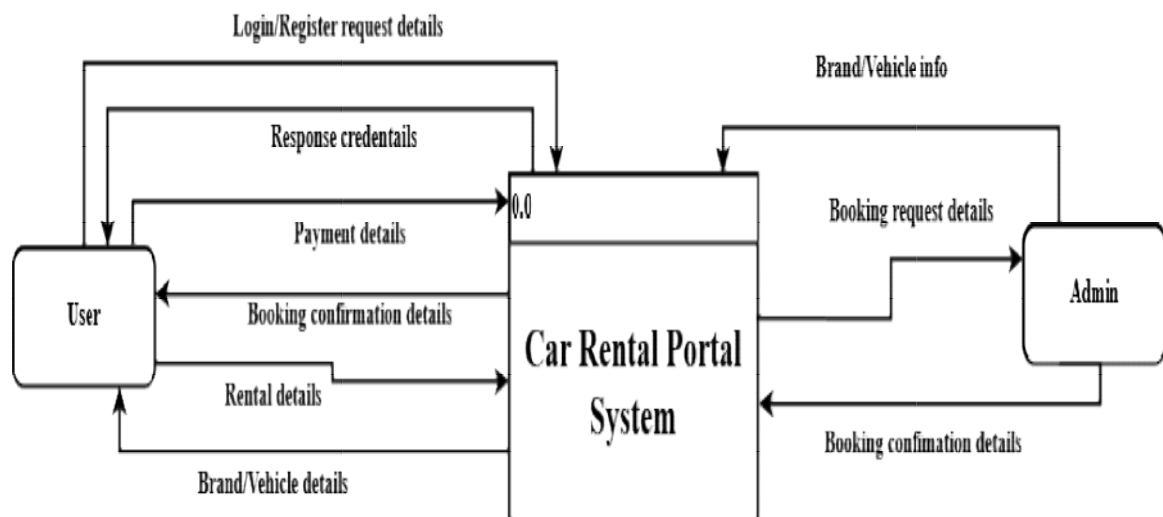 Login/Register request details
Brand/Vehicle info
Response credentails
0.0
Booking request details
Payment details
User
Booking confirmation details
Admin
Car Rental Portal
System
Rental details
Booking confimation details
Brand/Vehicle details